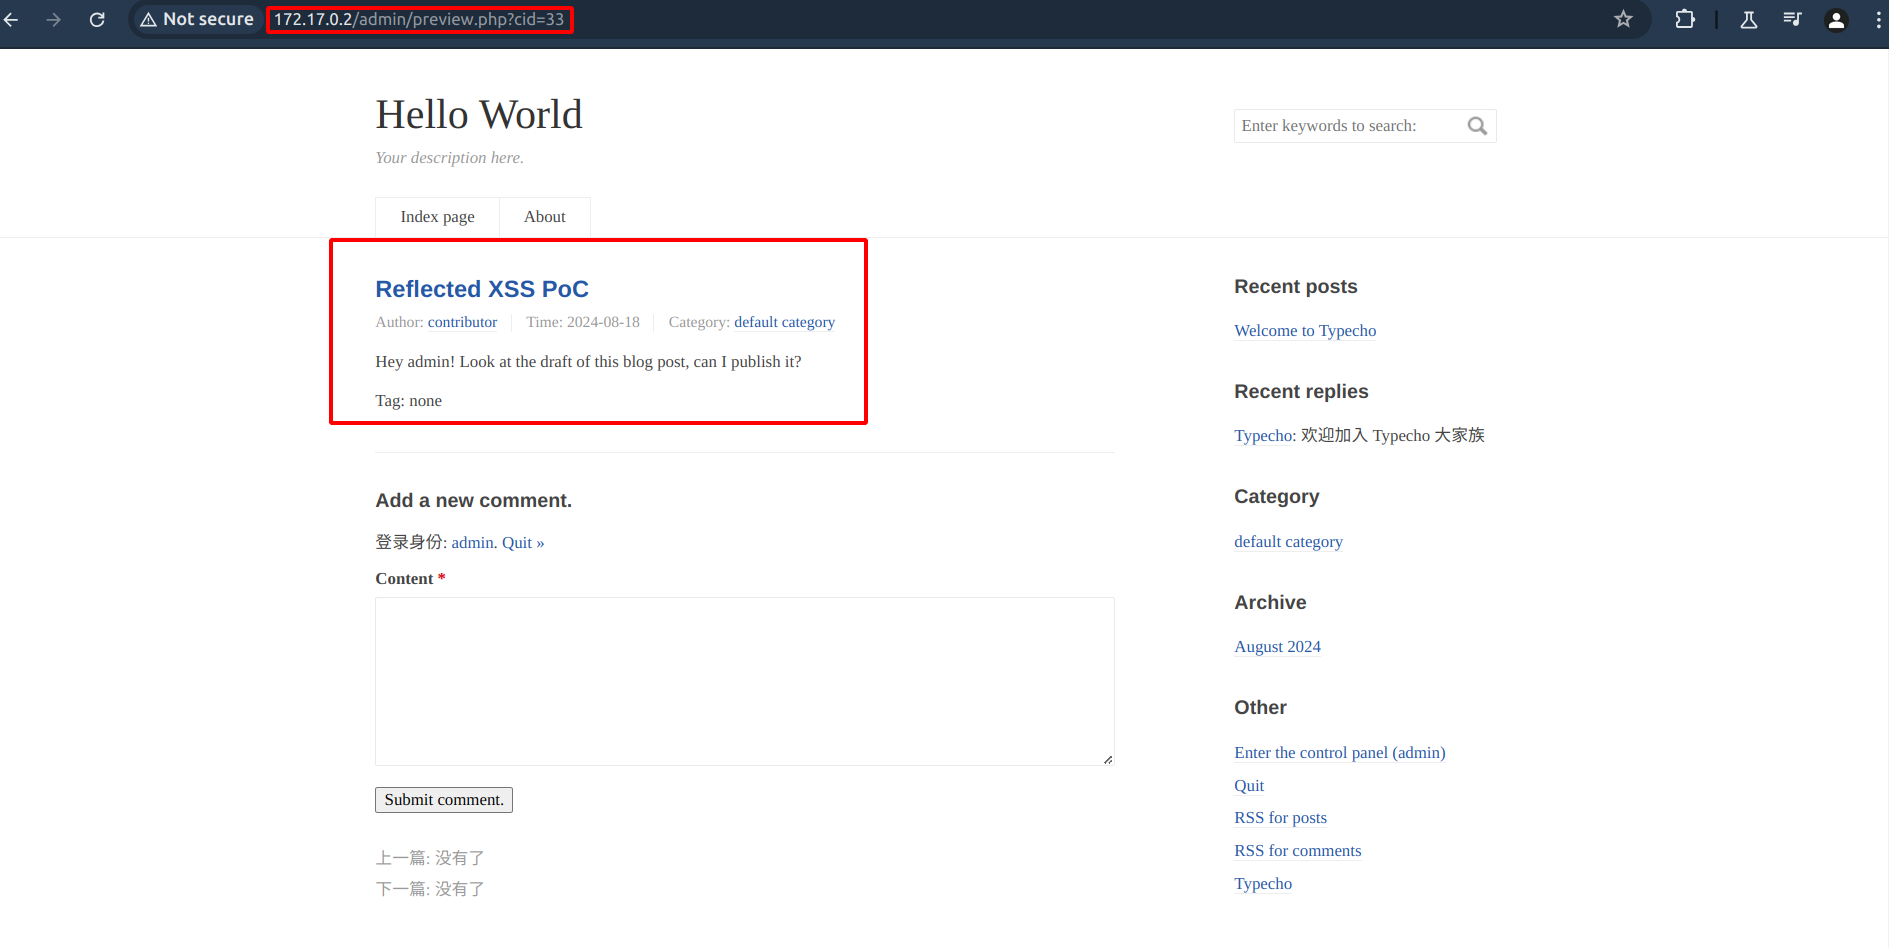 Not secure 172.17.0.2/admin/preview.php?cid=33
Hello World
Your description here.
Enter keywords to search:
Index page
About
Reflected XSS PoC
Author: contributor Time: 2024-08-18 Category: default category
Hey admin! Look at the draft of this blog post, can I publish it?
Tag: none
Add a new comment.
登录身份: admin. Quit »
Content *
Submit comment.
上一篇: 没有了
下一篇: 没有了
Recent posts
Welcome to Typecho
Recent replies
Typecho: 欢迎加入 Typecho 大家族
Category
default category
Archive
August 2024
Other
Enter the control panel (admin)
Quit
RSS for posts
RSS for comments
Typecho